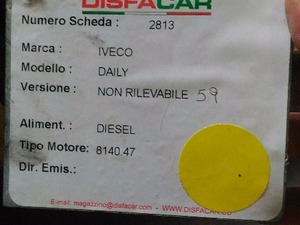 DISFACAR
Numero Scheda : 2813
Marca : IVECO
Modello : DAILY
Versione : NON RILEVABILE 59
Aliment. : DIESEL
Tipo Motore: 8140.47
Dir. Emis.:
E-mail: magazzino@disfacar.com - WWW.DISFACAR.CO